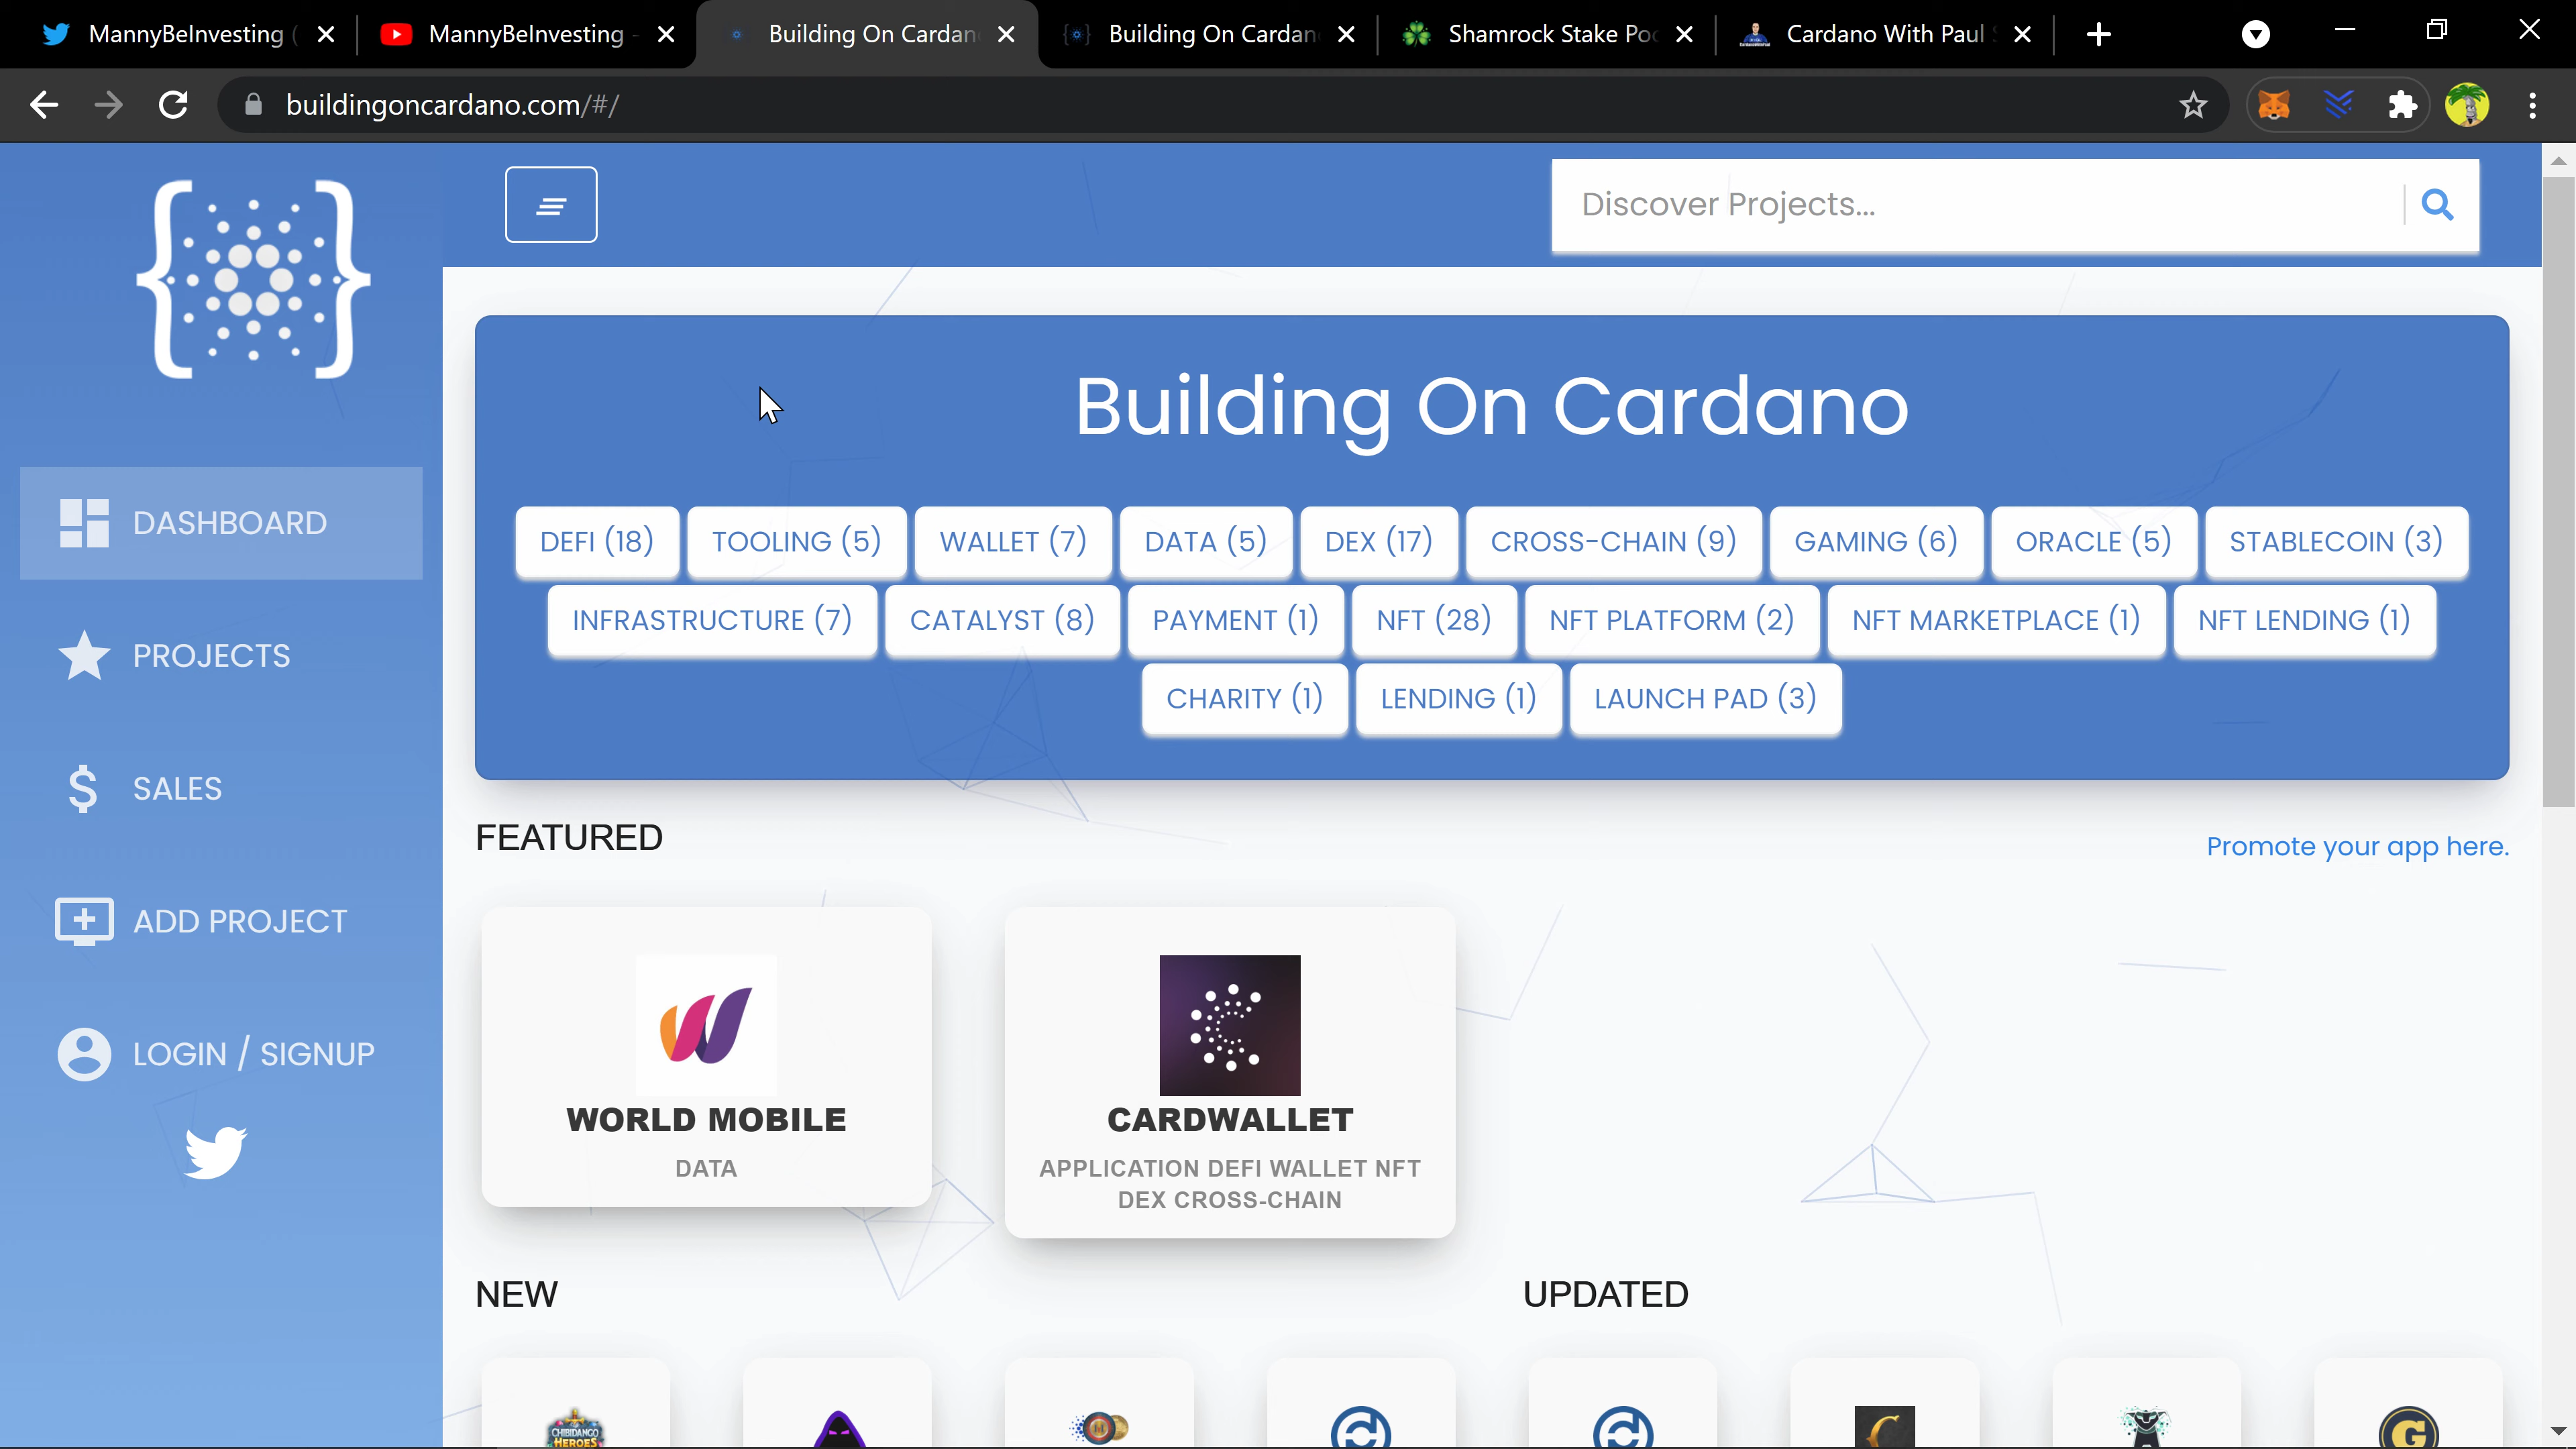 MannyBeInvesting (
MannyBeInvesting -
Building On Cardan
Building On Cardan
Shamrock Stake Poo
Cardano With Paul S
buildingoncardano.com/#/
Discover Projects...
DASHBOARD
PROJECTS
SALES
ADD PROJECT
LOGIN / SIGNUP
Building On Cardano
DEFI (18) TOOLING (5) WALLET (7) DATA (5) DEX (17) CROSS-CHAIN (9) GAMING (6) ORACLE (5) STABLECOIN (3)
INFRASTRUCTURE (7) CATALYST (8) PAYMENT (1) NFT (28) NFT PLATFORM (2) NFT MARKETPLACE (1) NFT LENDING (1)
CHARITY (1) LENDING (1) LAUNCH PAD (3)
FEATURED
Promote your app here.
WORLD MOBILE
DATA
CARDWALLET
APPLICATION DEFI WALLET NFT
DEX CROSS-CHAIN
NEW
UPDATED
CHIBIDANGO
HEROES
G